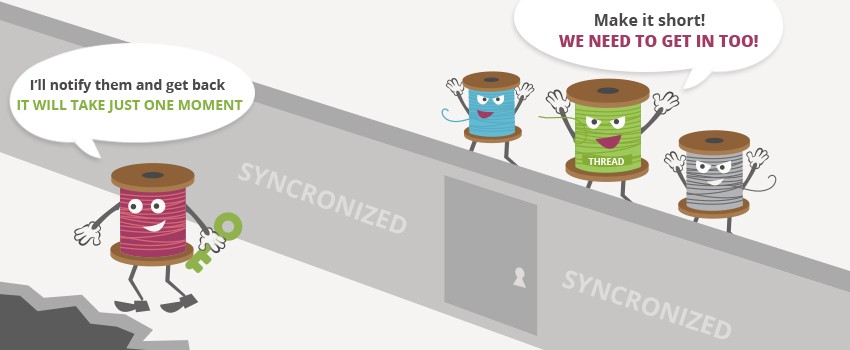 Make it short!
WE NEED TO GET IN TOO!
I'll notify them and get back
IT WILL TAKE JUST ONE MOMENT
THREAD
SYNCRONIZED
SYNCRONIZED
KEY